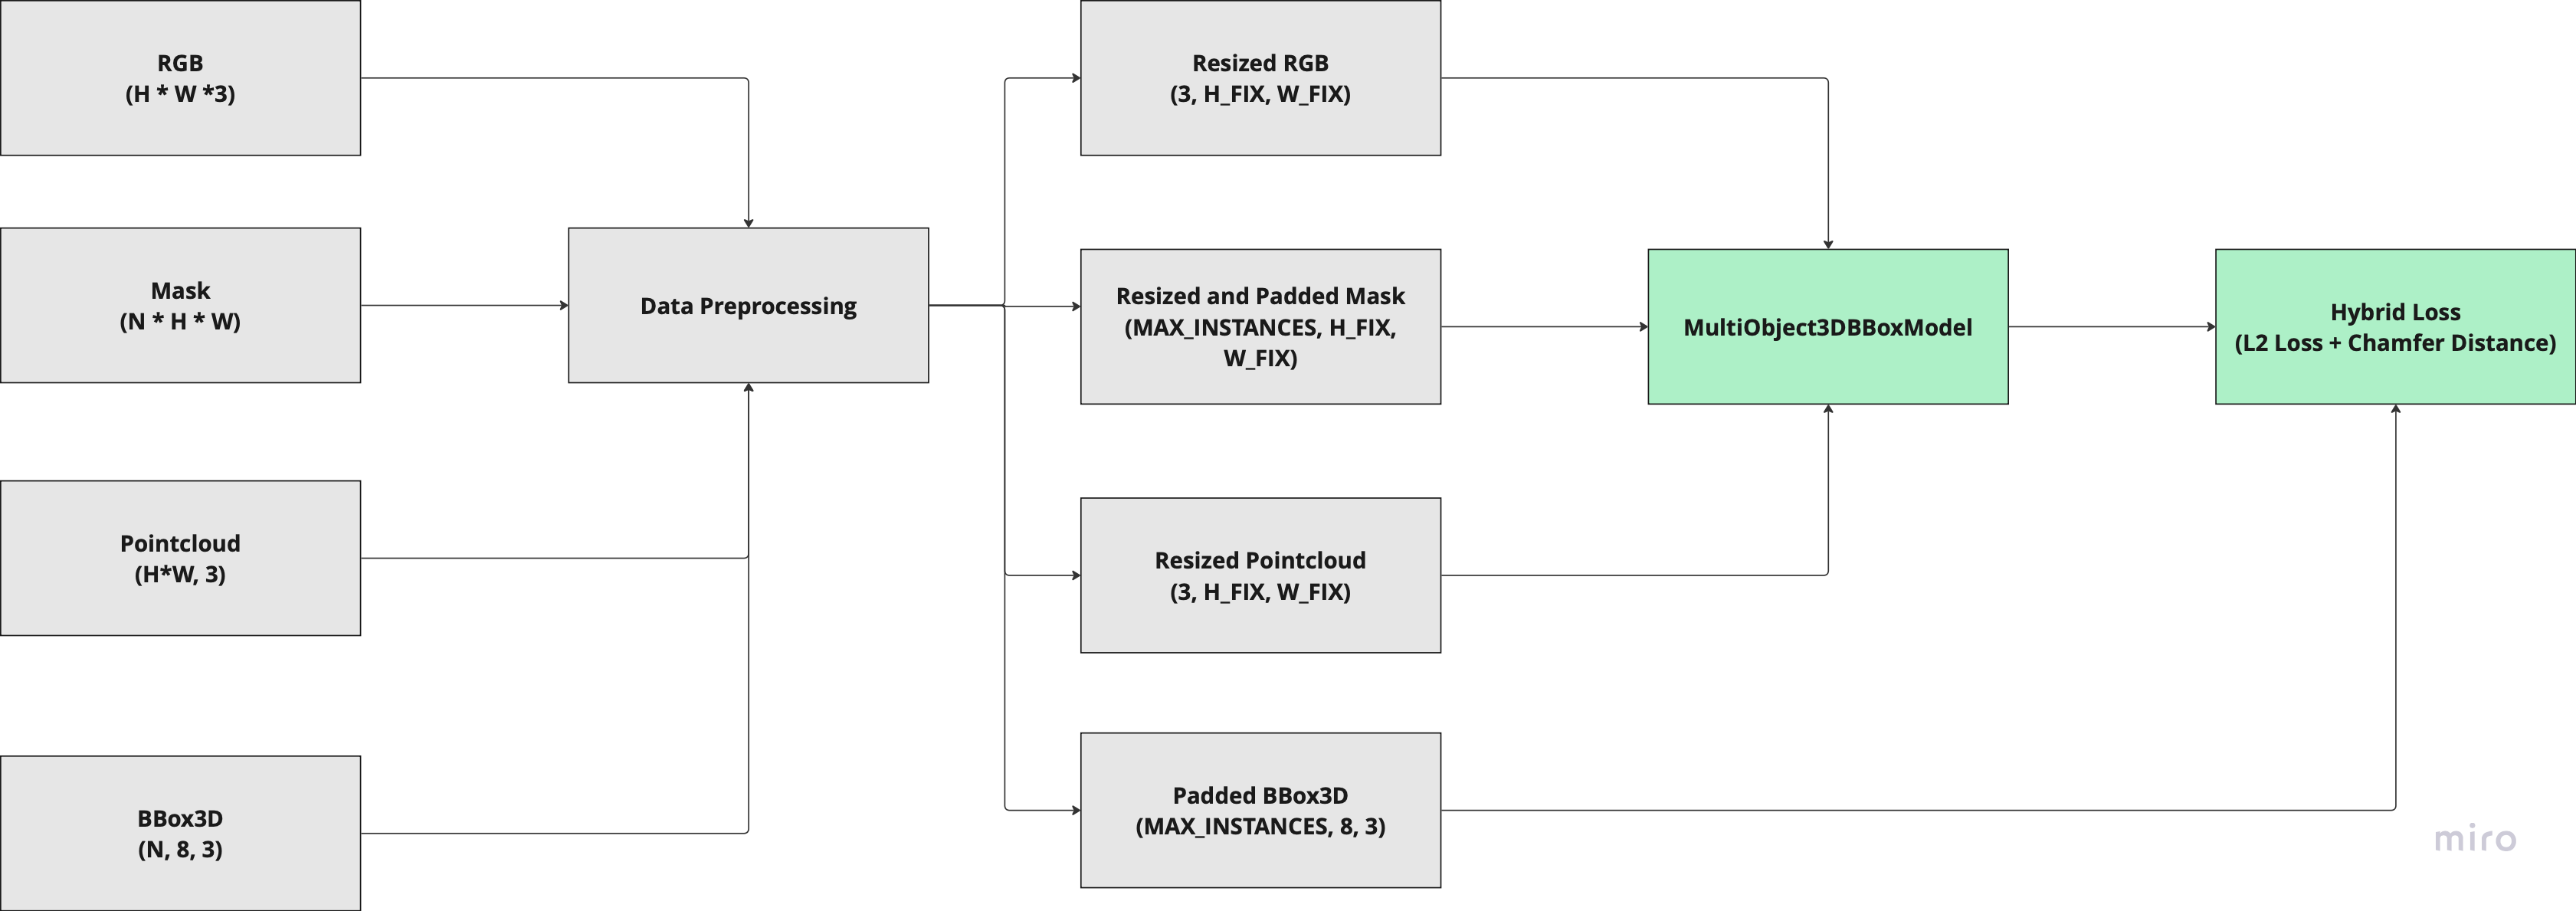 RGB
(H * W *3)
Mask
(N * H * W)
Pointcloud
(H*W, 3)
BBox3D
(N, 8, 3)
Data Preprocessing
Resized RGB
(3, H_FIX, W_FIX)
Resized and Padded Mask
(MAX_INSTANCES, H_FIX,
W_FIX)
Resized Pointcloud
(3, H_FIX, W_FIX)
Padded BBox3D
(MAX_INSTANCES, 8, 3)
MultiObject3DBBoxModel
Hybrid Loss
(L2 Loss + Chamfer Distance)
miro